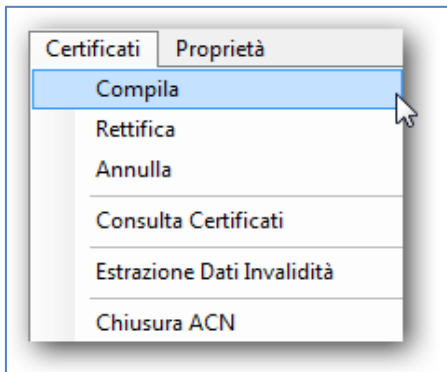 Certificati Proprietà
Compila
Rettifica
Annulla
Consulta Certificati
Estrazione Dati Invalidità
Chiusura ACN